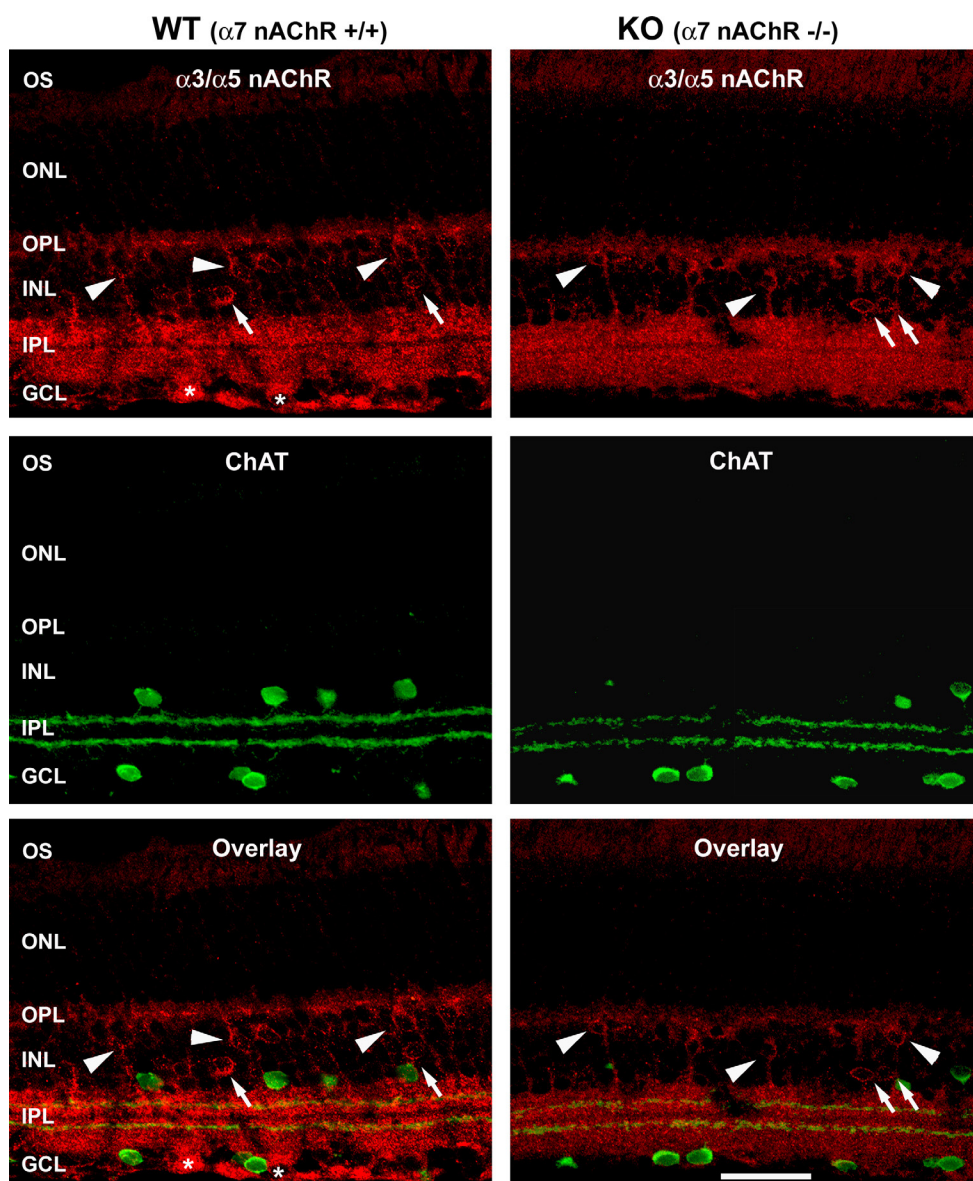 WT (α7 nAChR +/+)
KO (α7 nAChR -/-)
OS
α3/α5 nAChR
ONL
OPL
INL
IPL
GCL
*
*
α3/α5 nAChR
OS
ChAT
ONL
OPL
INL
IPL
GCL
ChAT
OS
Overlay
ONL
OPL
INL
IPL
GCL
*
*
Overlay